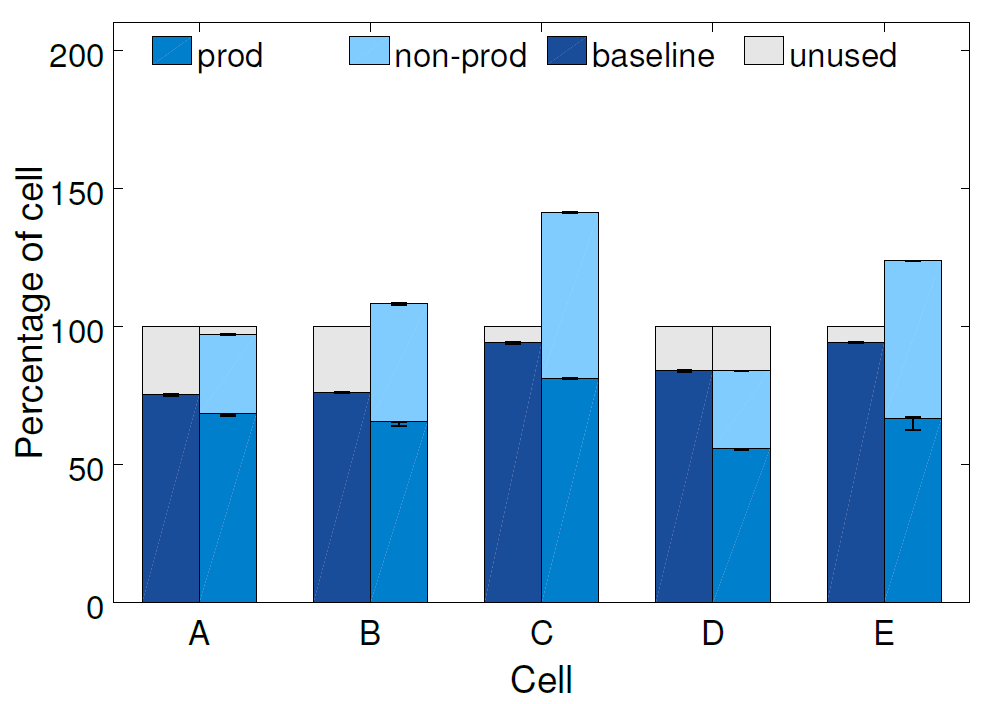 prod non-prod baseline unused
200
150
100
50
0
Percentage of cell
A B C D E
Cell